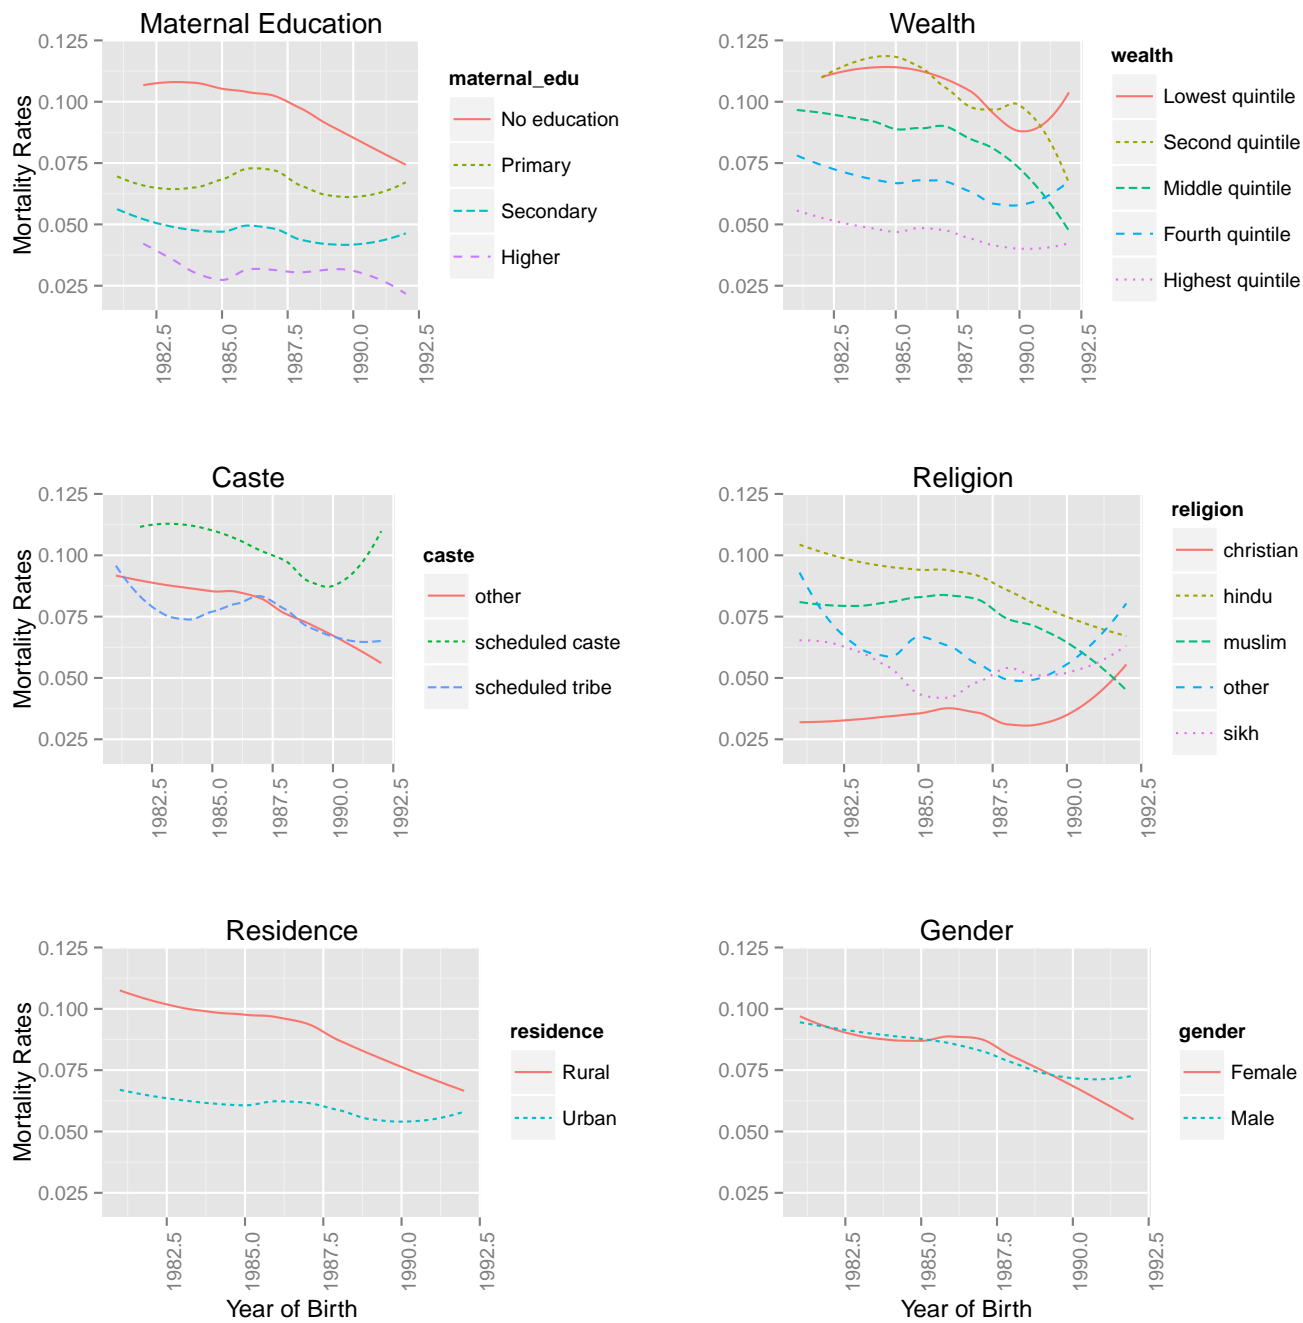 Maternal Education
Mortality Rates
0.125
0.100
0.075
0.050
0.025
1982.5
1985.0
1987.5
1990.0
1992.5
maternal_edu
No education
Primary
Secondary
Higher
Wealth
0.125
0.100
0.075
0.050
0.025
1982.5
1985.0
1987.5
1990.0
1992.5
wealth
Lowest quintile
Second quintile
Middle quintile
Fourth quintile
Highest quintile
Caste
Mortality Rates
0.125
0.100
0.075
0.050
0.025
1982.5
1985.0
1987.5
1990.0
1992.5
caste
other
scheduled caste
scheduled tribe
Religion
0.125
0.100
0.075
0.050
0.025
1982.5
1985.0
1987.5
1990.0
1992.5
religion
christian
hindu
muslim
other
sikh
Residence
Mortality Rates
0.125
0.100
0.075
0.050
0.025
1982.5
1985.0
1987.5
1990.0
1992.5
Year of Birth
residence
Rural
Urban
Gender
0.125
0.100
0.075
0.050
0.025
1982.5
1985.0
1987.5
1990.0
1992.5
Year of Birth
gender
Female
Male